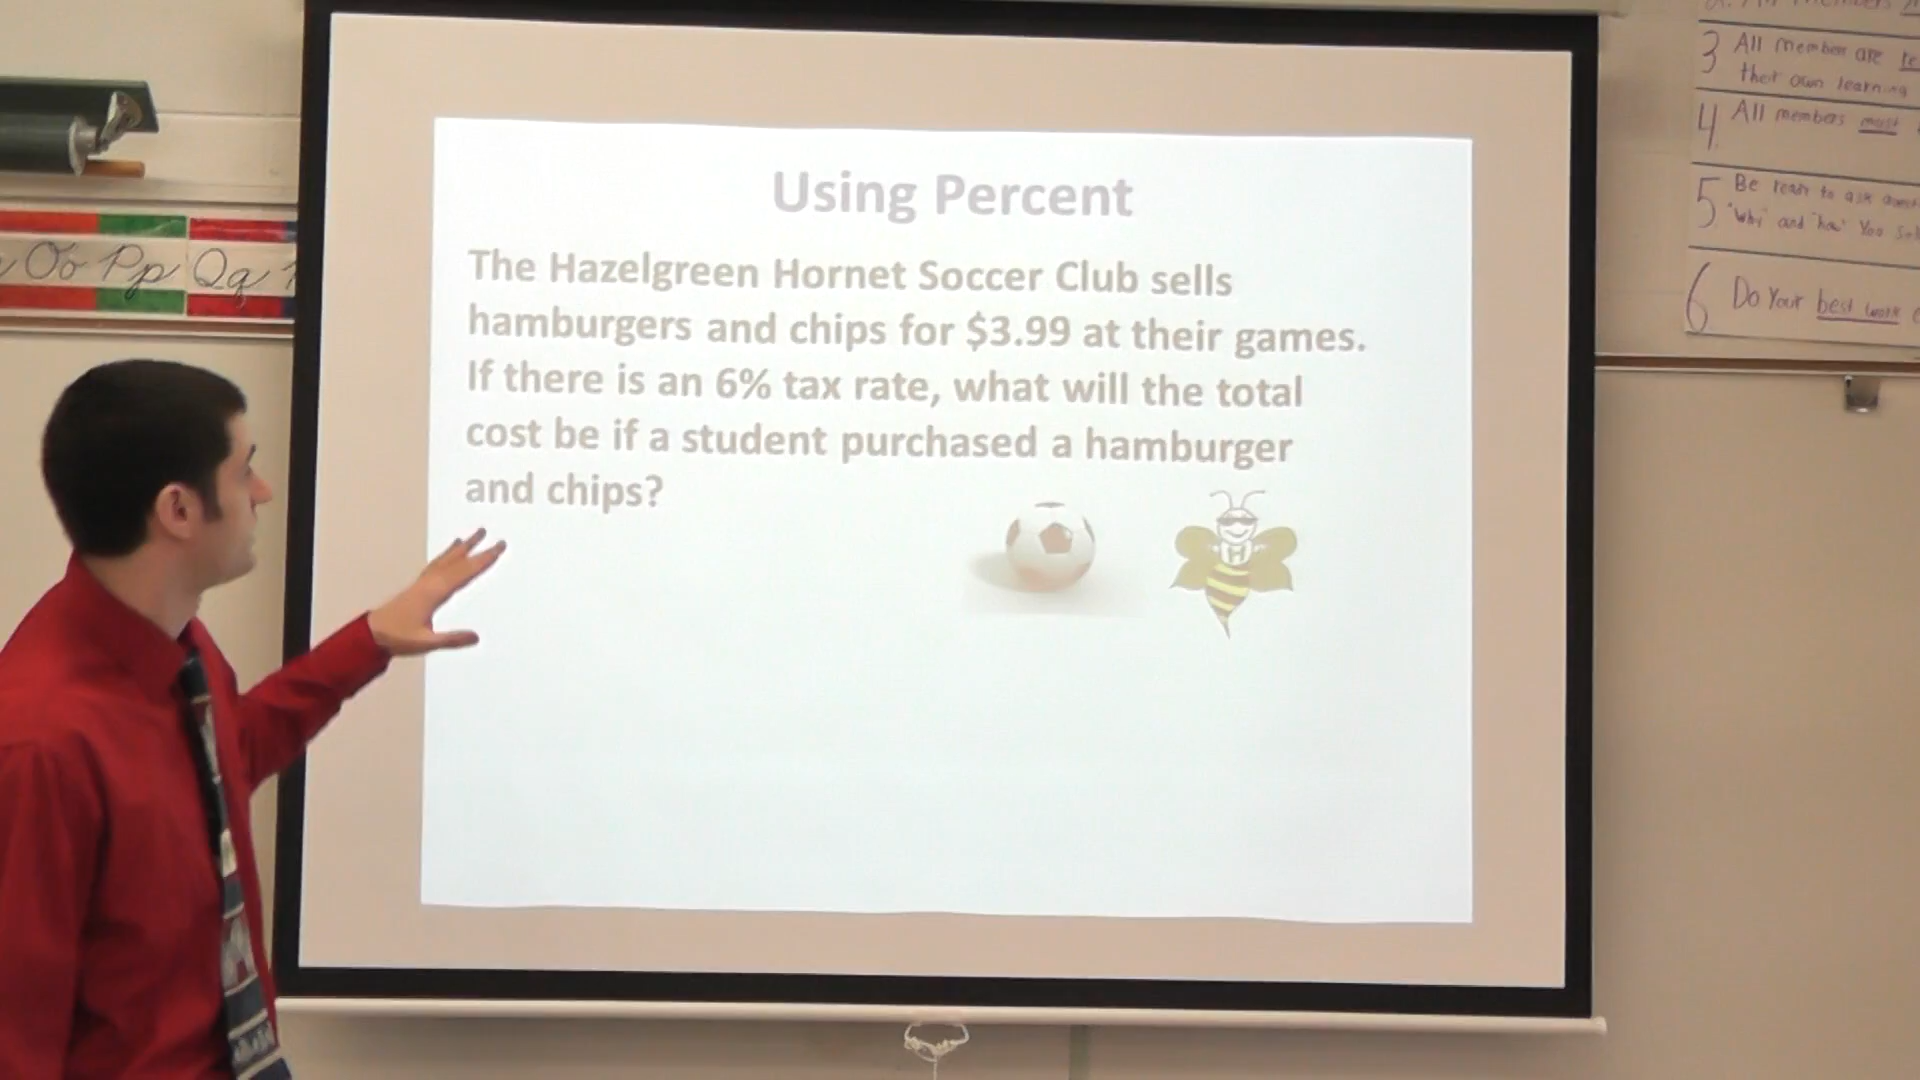 Using Percent
The Hazelgreen Hornet Soccer Club sells
hamburgers and chips for $3.99 at their games.
If there is an 6% tax rate, what will the total
cost be if a student purchased a hamburger
and chips?
H
Oo Pp Qq
3 All member are
their own learning
4 All members must
5 Be ready to ask
"Why" and "how" You
6 Do Your best work